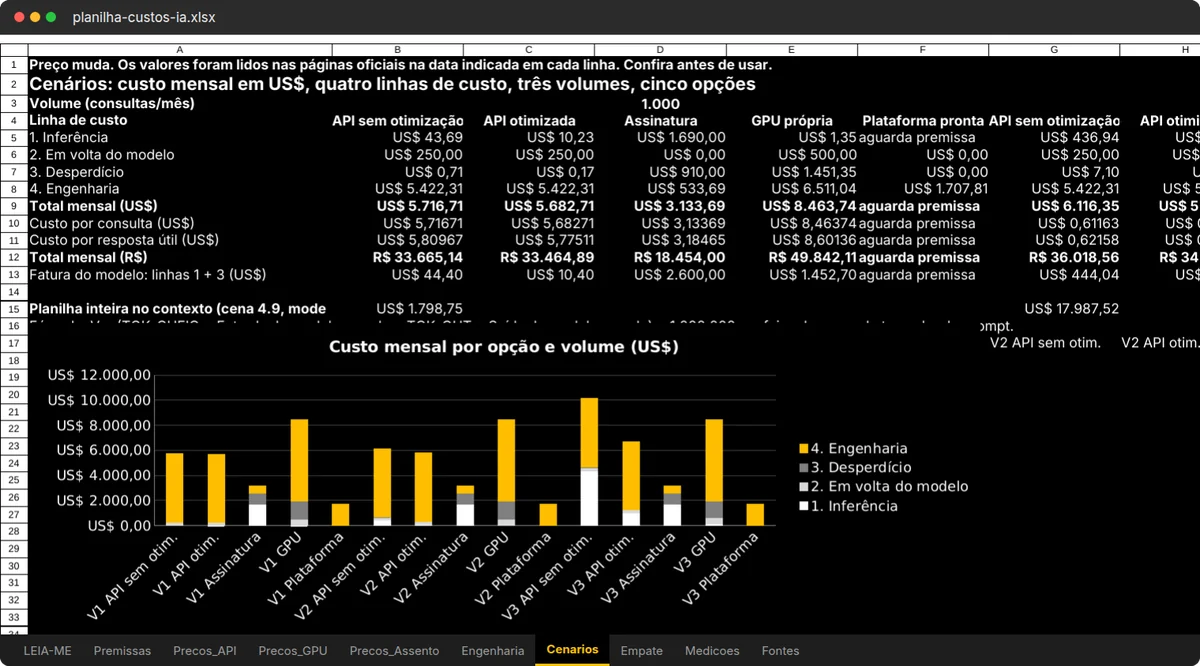 planilha-custos-ia.xlsx
A B C D E F G H
1 Preço muda. Os valores foram lidos nas páginas oficiais na data indicada em cada linha. Confira antes de usar.
2 Cenários: custo mensal em US$, quatro linhas de custo, três volumes, cinco opções
3 Volume (consultas/mês) 1.000
4 Linha de custo API sem otimização API otimizada Assinatura GPU própria Plataforma pronta API sem otimização API otimi
5 1. Inferência US$ 43,69 US$ 10,23 US$ 1.690,00 US$ 1,35 aguarda premissa US$ 436,94 US$
6 2. Em volta do modelo US$ 250,00 US$ 250,00 US$ 0,00 US$ 500,00 US$ 0,00 US$ 250,00 US$
7 3. Desperdício US$ 0,71 US$ 0,17 US$ 910,00 US$ 1.451,35 US$ 0,00 US$ 7,10 U
8 4. Engenharia US$ 5.422,31 US$ 5.422,31 US$ 533,69 US$ 6.511,04 US$ 1.707,81 US$ 5.422,31 US$ 5
9 Total mensal (US$) US$ 5.716,71 US$ 5.682,71 US$ 3.133,69 US$ 8.463,74 aguarda premissa US$ 6.116,35 US$ 5
10 Custo por consulta (US$) US$ 5,71671 US$ 5,68271 US$ 3,13369 US$ 8,46374 aguarda premissa US$ 0,61163 US$
11 Custo por resposta útil (US$) US$ 5,80967 US$ 5,77511 US$ 3,18465 US$ 8,60136 aguarda premissa US$ 0,62158 US$
12 Total mensal (R$) R$ 33.665,14 R$ 33.464,89 R$ 18.454,00 R$ 49.842,11 aguarda premissa R$ 36.018,56 R$ 34
13 Fatura do modelo: linhas 1 + 3 (US$) US$ 44,40 US$ 10,40 US$ 2.600,00 US$ 1.452,70 aguarda premissa US$ 444,04 US$
14
15 Planilha inteira no contexto (cena 4.9, mode US$ 1.798,75 US$ 17.987,52
16 ompt.
17 V2 API sem otim. V2 API otim.
18
19
20
21
22
23
24
25
26
27
28
29
30
31
32
33
Custo mensal por opção e volume (US$)
US$ 12.000,00
US$ 10.000,00
US$ 8.000,00
US$ 6.000,00
US$ 4.000,00
US$ 2.000,00
US$ 0,00
4. Engenharia
3. Desperdício
2. Em volta do modelo
1. Inferência
V1 API sem otim.
V1 API otim.
V1 Assinatura
V1 GPU
V1 Plataforma
V2 API sem otim.
V2 API otim.
V2 Assinatura
V2 GPU
V2 Plataforma
V3 API sem otim.
V3 API otim.
V3 Assinatura
V3 GPU
V3 Plataforma
LEIA-ME Premissas Precos_API Precos_GPU Precos_Assento Engenharia Cenarios Empate Medicoes Fontes